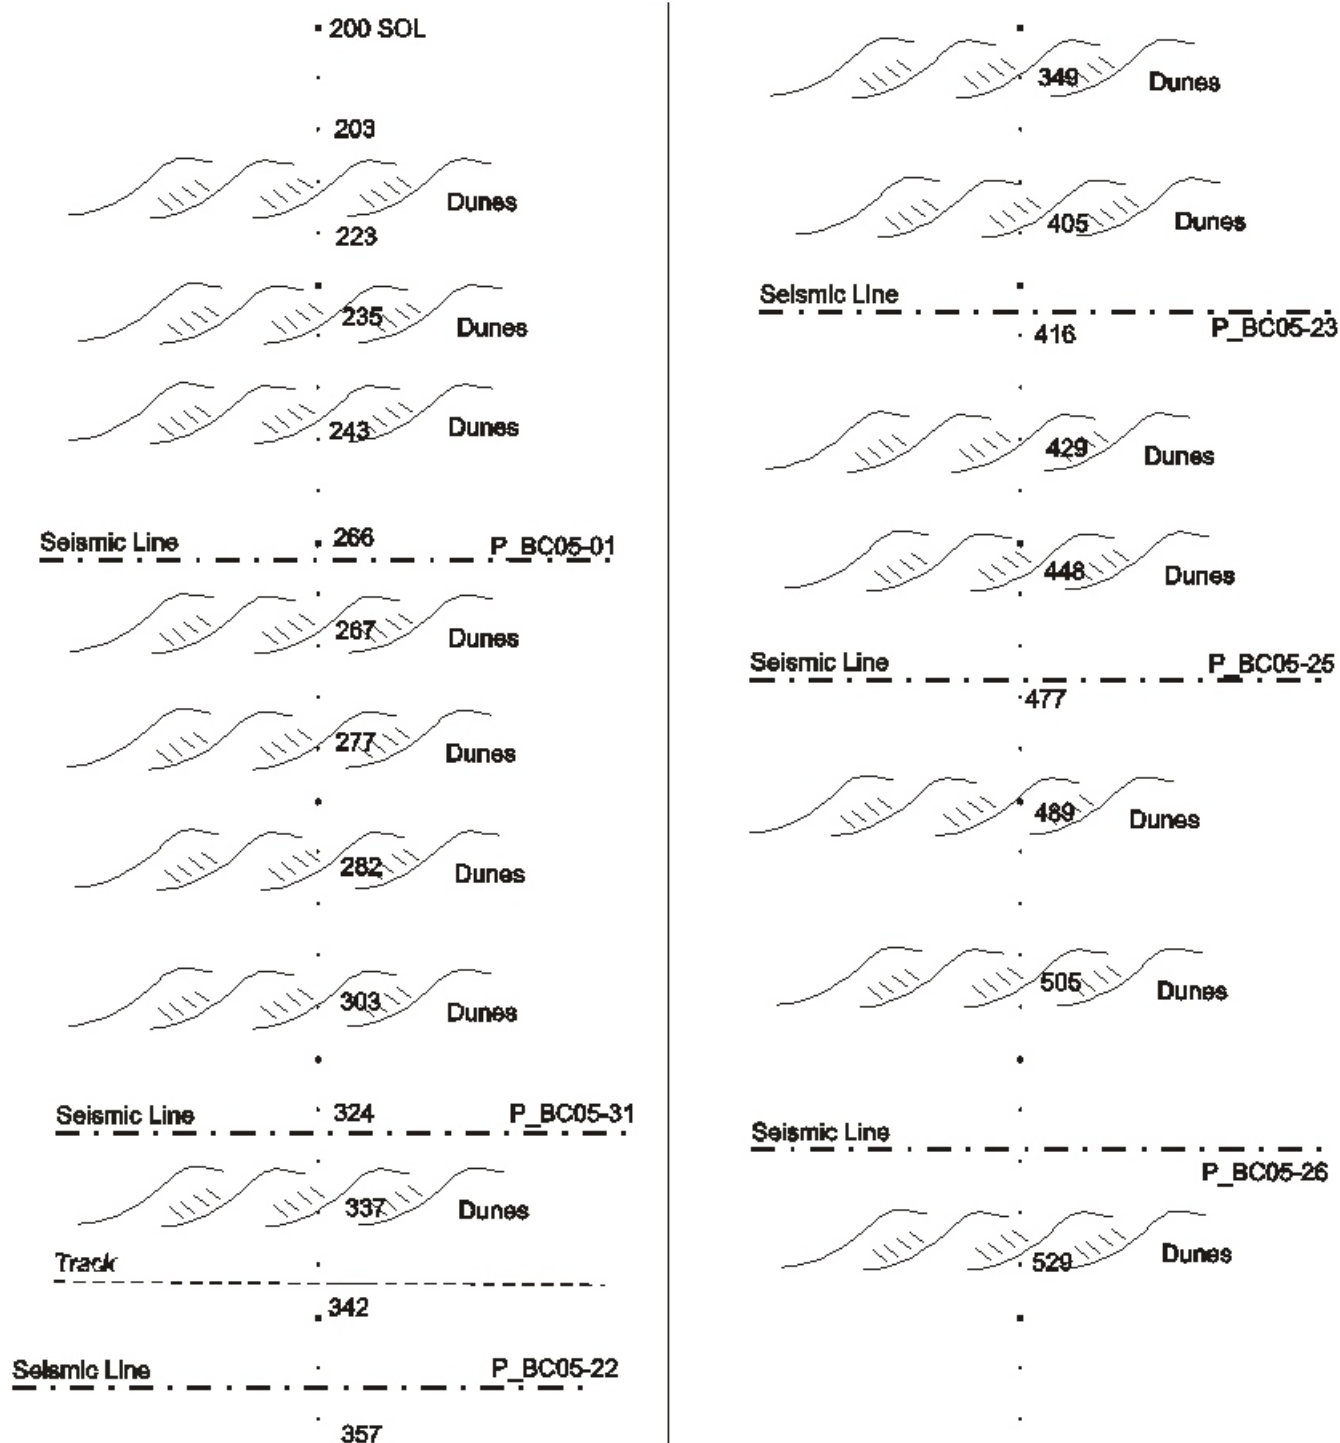 200 SOL
203
Dunes
223
235
Dunes
243
Dunes
266
Seismic Line P_BC05-01
267
Dunes
277
Dunes
282
Dunes
303
Dunes
Seismic Line 324 P_BC05-31
337
Dunes
Track
342
Seismic Line P_BC05-22
357
349
Dunes
405
Dunes
Seismic Line
P_BC05-23
416
429
Dunes
448
Dunes
Seismic Line P_BC05-25
477
489
Dunes
505
Dunes
Seismic Line
P_BC05-26
529
Dunes